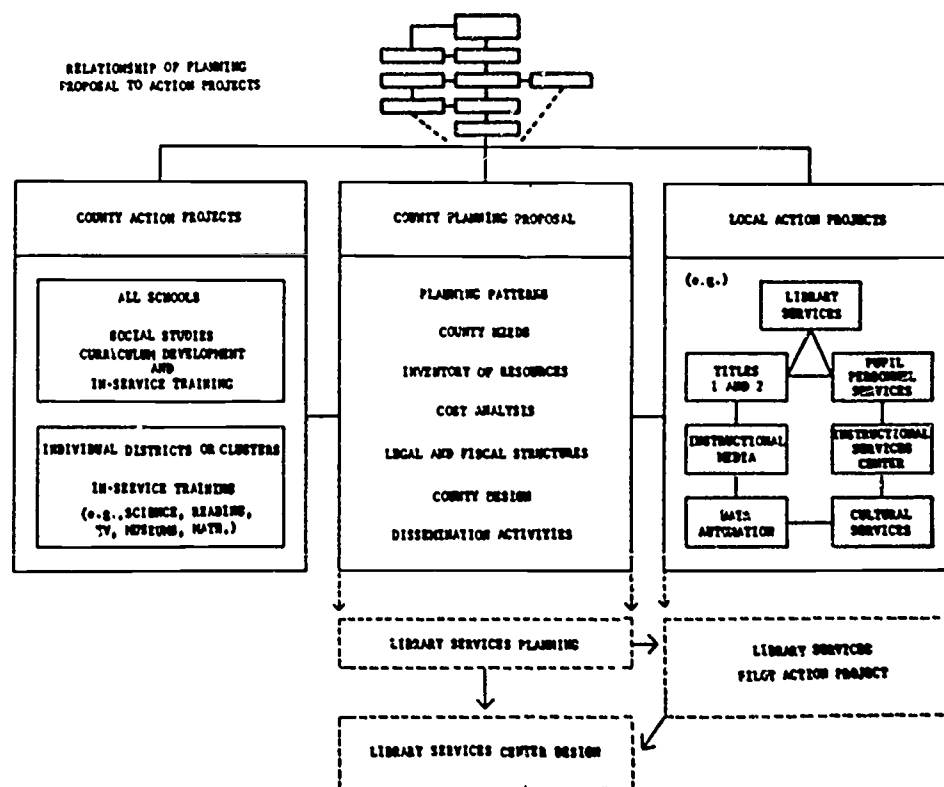 RELATIONSHIP OF PLANNING
PROPOSAL TO ACTION PROJECTS
COUNTY ACTION PROJECTS
ALL SCHOOLS
SOCIAL STUDIES
CURRICULUM DEVELOPMENT
AND
IN-SERVICE TRAINING
INDIVIDUAL DISTRICTS OR CLUSTERS
IN-SERVICE TRAINING
(e.g.,SCIENCE, READING,
TV, MUSEUMS, MATH.)
COUNTY PLANNING PROPOSAL
PLANNING PATTERNS
COUNTY NEEDS
INVENTORY OF RESOURCES
COST ANALYSIS
LEGAL AND FISCAL STRUCTURES
COUNTY DESIGN
DISSEMINATION ACTIVITIES
LOCAL ACTION PROJECTS
(e.g.)
LIBRARY
SERVICES
TITLES
1 AND 2
PUPIL
PERSONNEL
SERVICES
INSTRUCTIONAL
MEDIA
INSTRUCTIONAL
SERVICES
CENTER
DATA
AUTOMATION
CULTURAL
SERVICES
LIBRARY SERVICES PLANNING
LIBRARY SERVICES
PILOT ACTION PROJECT
LIBRARY SERVICES CENTER DESIGN